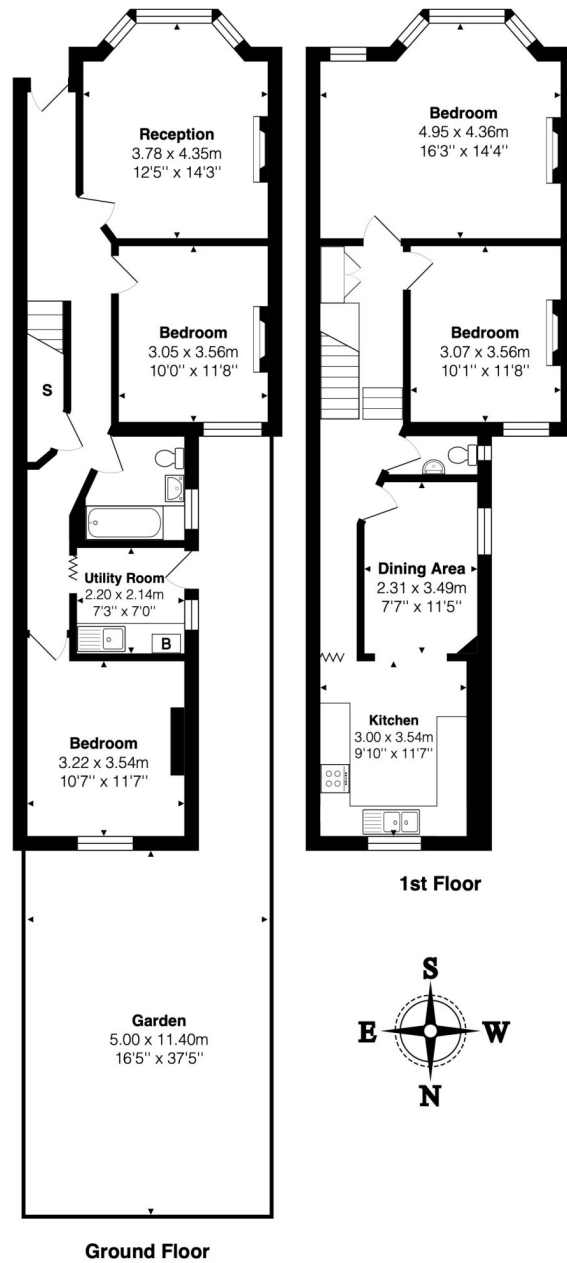 Reception
3.78 x 4.35m
12'5'' x 14'3''
Bedroom
3.05 x 3.56m
10'0'' x 11'8''
S
Utility Room
2.20 x 2.14m
7'3'' x 7'0''
B
Bedroom
3.22 x 3.54m
10'7'' x 11'7''
Garden
5.00 x 11.40m
16'5'' x 37'5''
Ground Floor
Bedroom
4.95 x 4.36m
16'3'' x 14'4''
Bedroom
3.07 x 3.56m
10'1'' x 11'8''
Dining Area
2.31 x 3.49m
7'7'' x 11'5''
Kitchen
3.00 x 3.54m
9'10'' x 11'7''
1st Floor
S
E W
N